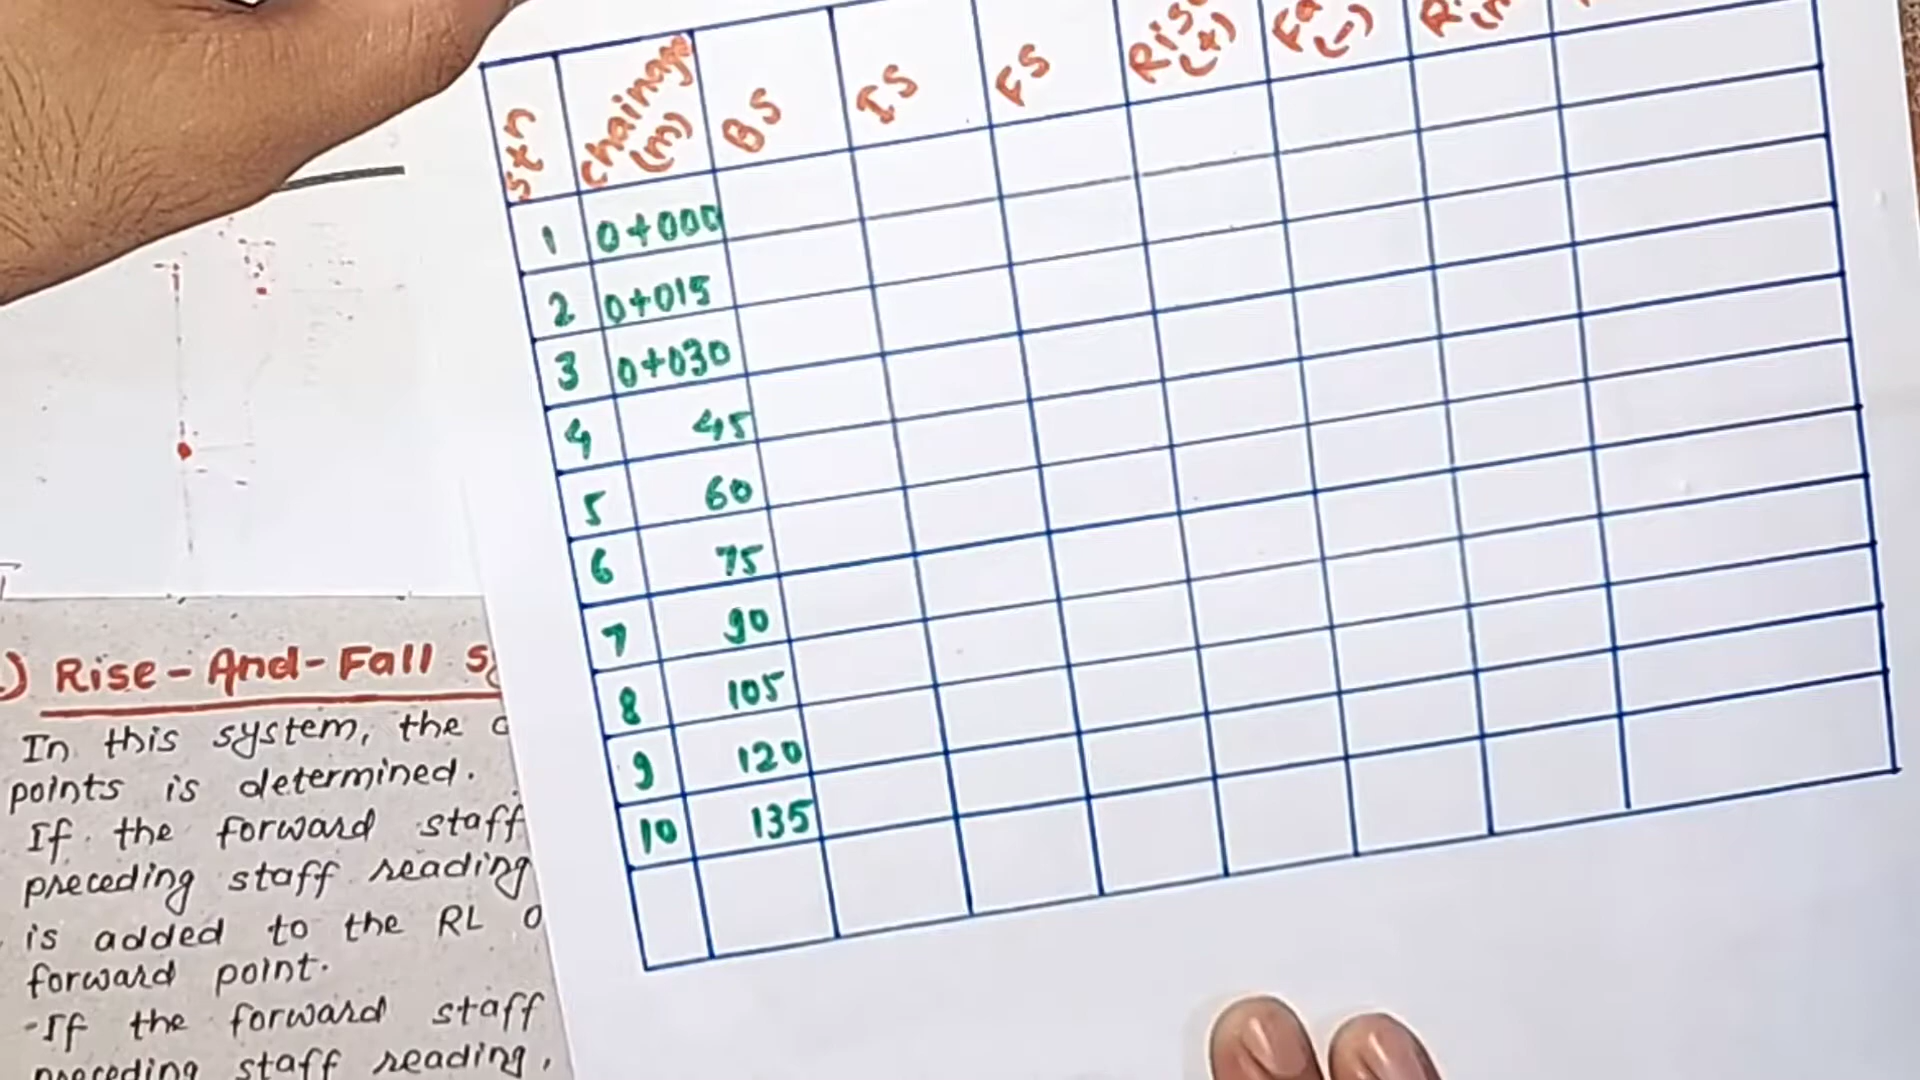 Stn Chainage (m) BS IS FS Rise (+) (-)
1 0+000
2 0+015
3 0+030
4 45
5 60
6 75
7 90
8 105
9 120
10 135
) Rise-And-Fall
In this system, the
points is determined.
If the forward staff
preceding staff reading
is added to the RL
forward point.
-If the forward staff
preceding staff reading,